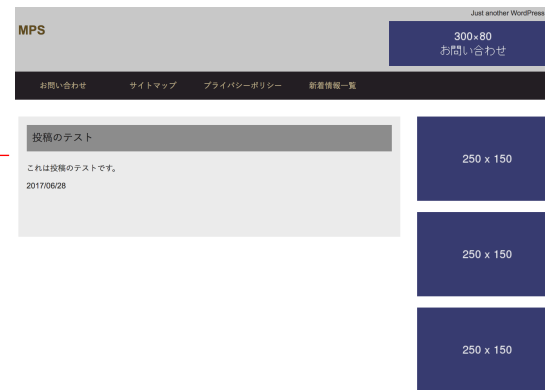 Just another WordPress
MPS
300×80
お問い合わせ
お問い合わせ サイトマップ プライバシーポリシー 新着情報一覧
投稿のテスト
これは投稿のテストです。
2017/06/28
250 x 150
250 x 150
250 x 150